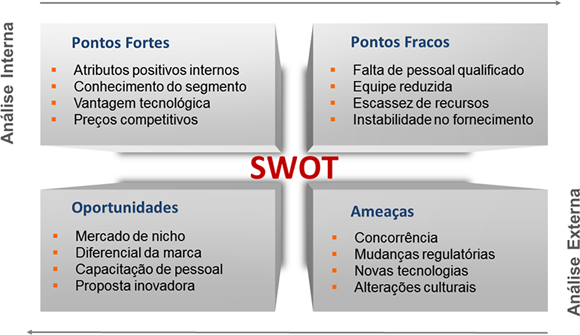 Análise Interna
Pontos Fortes
Atributos positivos internos
Conhecimento do segmento
Vantagem tecnológica
Preços competitivos
Pontos Fracos
Falta de pessoal qualificado
Equipe reduzida
Escassez de recursos
Instabilidade no fornecimento
SWOT
Oportunidades
Mercado de nicho
Diferencial da marca
Capacitação de pessoal
Proposta inovadora
Ameaças
Concorrência
Mudanças regulatórias
Novas tecnologias
Alterações culturais
Análise Externa